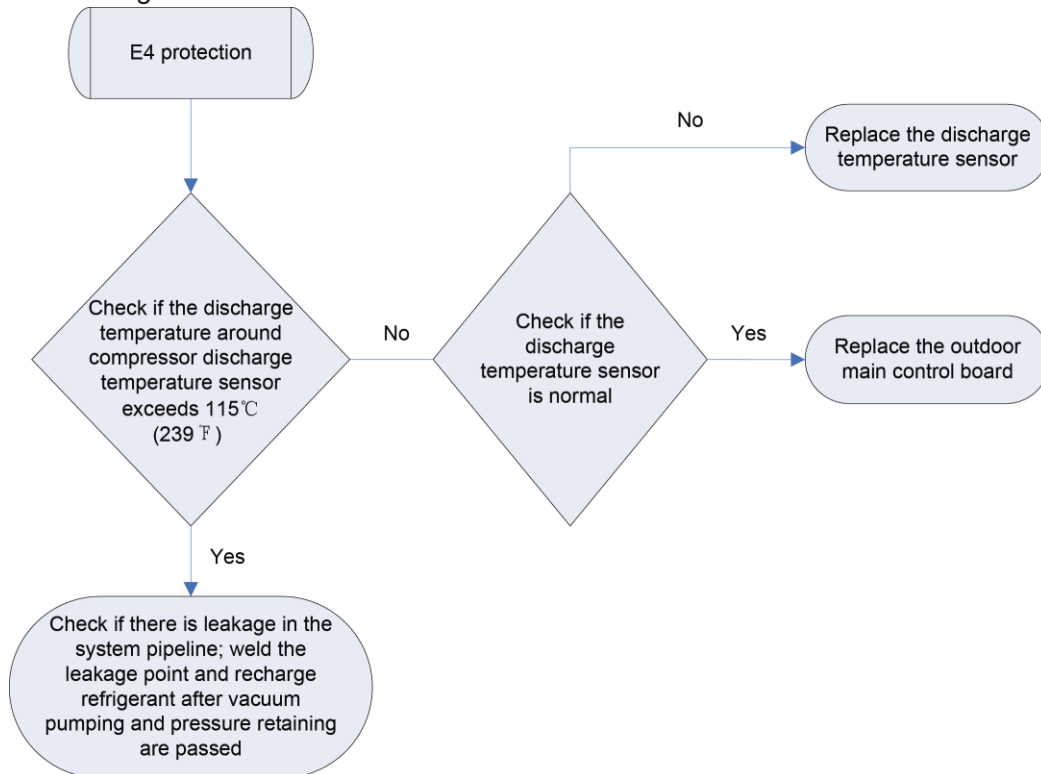 E4 protection
No
Replace the discharge
temperature sensor
Check if the discharge
temperature around
compressor discharge
temperature sensor
exceeds 115℃
(239 ℉ )
No
Check if the
discharge
temperature sensor
is normal
Yes
Replace the outdoor
main control board
Yes
Check if there is leakage in the
system pipeline; weld the
leakage point and recharge
refrigerant after vacuum
pumping and pressure retaining
are passed